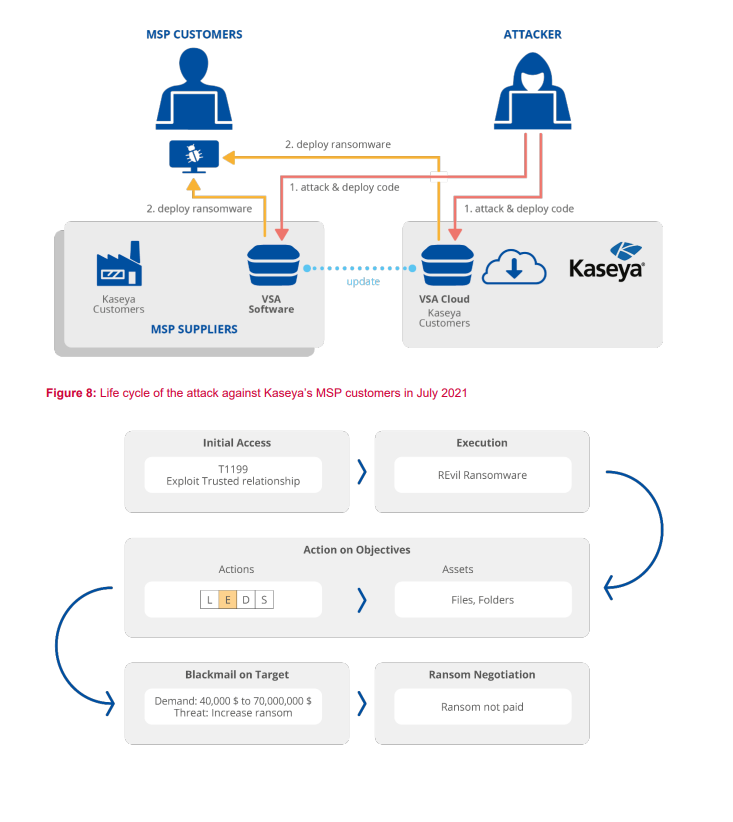 MSP CUSTOMERS
ATTACKER
2. deploy ransomware
1. attack & deploy code
2. deploy ransomware
1. attack & deploy code
Kaseya
Customers
VSA
Software
MSP SUPPLIERS
update
VSA Cloud
Kaseya
Customers
Kaseya®
Figure 8: Life cycle of the attack against Kaseya’s MSP customers in July 2021
Initial Access
T1199
Exploit Trusted relationship
Execution
REvil Ransomware
Action on Objectives
Actions
Assets
L E D S
Files, Folders
Blackmail on Target
Demand: 40,000 $ to 70,000,000 $
Threat: Increase ransom
Ransom Negotiation
Ransom not paid